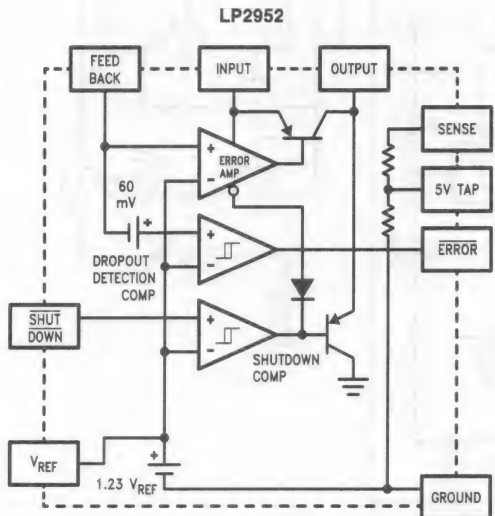 LP2952
FEED
BACK
INPUT
OUTPUT
SENSE
5V TAP
ERROR
+
−
ERROR
AMP
60
mV
+
DROPOUT
DETECTION
COMP
+
−
SHUT
DOWN
+
−
SHUTDOWN
COMP
VREF
+
1.23 VREF
GROUND